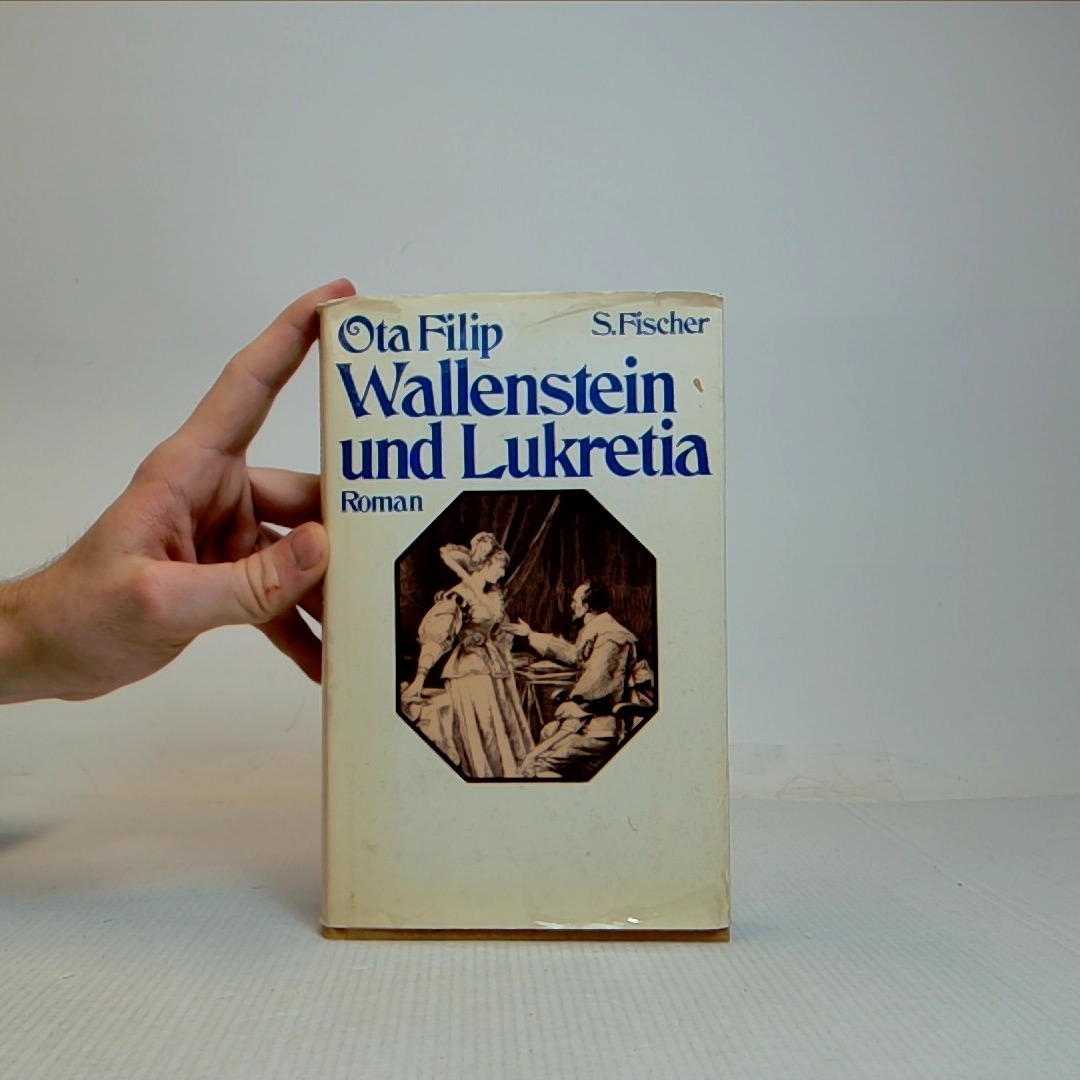 Ota Filip
S. Fischer
Wallenstein
und Lukretia
Roman